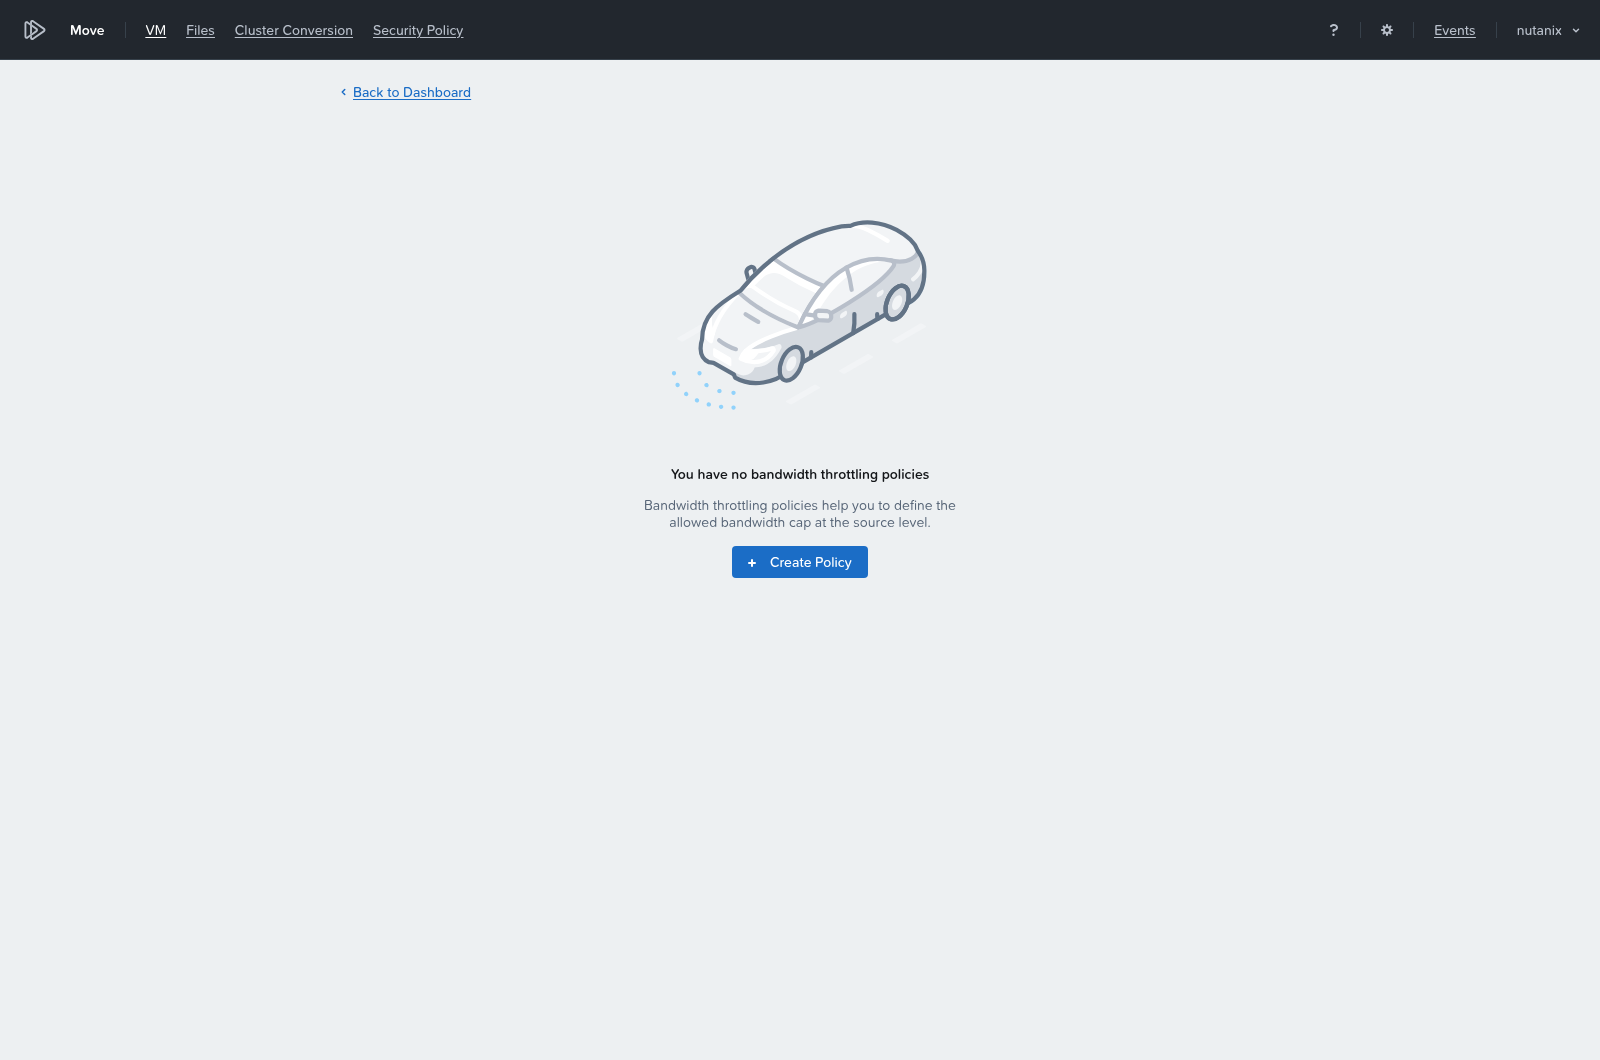 Move VM Files Cluster Conversion Security Policy ? Events nutanix
Back to Dashboard
You have no bandwidth throttling policies
Bandwidth throttling policies help you to define the
allowed bandwidth cap at the source level.
+ Create Policy